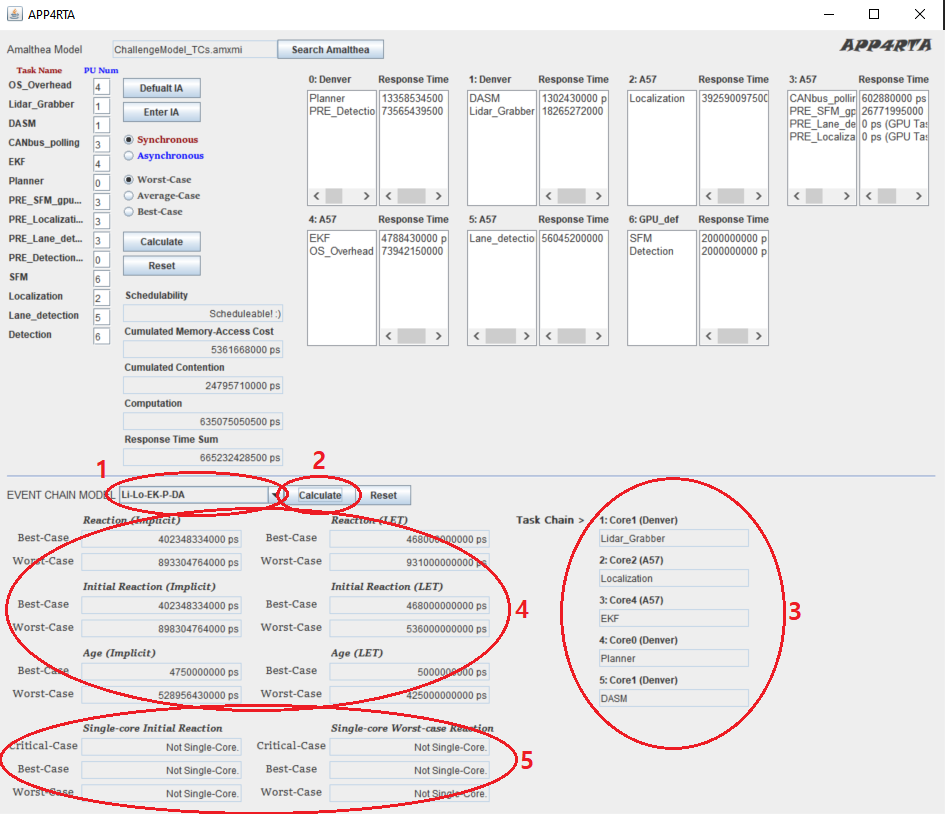 APP4RTA
Amalthea Model ChallengeModel_TCs.amxmi Search Amalthea APP4RTA
Task Name PU Num
OS_Overhead 4
Lidar_Grabber 1
DASM 1
CANbus_polling 3
EKF 4
Planner 0
PRE_SFM_gpu... 3
PRE_Localizati... 3
PRE_Lane_det... 3
PRE_Detection... 0
SFM 6
Localization 2
Lane_detection 5
Detection 6
Defualt IA
Enter IA
Synchronous
Asynchronous
Worst-Case
Average-Case
Best-Case
Calculate
Reset
Schedulability
Scheduleable! :)
Cumulated Memory-Access Cost
5361668000 ps
Cumulated Contention
24795710000 ps
Computation
635075050500 ps
Response Time Sum
665232428500 ps
0: Denver Response Time
Planner 13358534500
PRE_Detectio 73565439500
1: Denver Response Time
DASM 1302430000 p
Lidar_Grabber 18265272000
2: A57 Response Time
Localization 392590097500
3: A57 Response Time
CANbus_pollin 602880000 ps
PRE_SFM_gp 26771995000
PRE_Lane_de 0 ps (GPU Tas
PRE_Localiza 0 ps (GPU Tas
4: A57 Response Time
EKF 4788430000 p
OS_Overhead 73942150000
5: A57 Response Time
Lane_detectio 56045200000
6: GPU_def Response Time
SFM 2000000000 p
Detection 2000000000 p
1
2
EVENT CHAIN MODEL Li-Lo-EK-P-DA Calculate Reset
Reaction (Implicit) Reaction (LET)
Best-Case 402348334000 ps Best-Case 468000000000 ps
Worst-Case 893304764000 ps Worst-Case 931000000000 ps
Initial Reaction (Implicit) Initial Reaction (LET)
Best-Case 402348334000 ps Best-Case 468000000000 ps
Worst-Case 898304764000 ps Worst-Case 536000000000 ps
4
Age (Implicit) Age (LET)
Best-Case 4750000000 ps Best-Case 5000000000 ps
Worst-Case 528956430000 ps Worst-Case 425000000000 ps
Single-core Initial Reaction Single-core Worst-case Reaction
Critical-Case Not Single-Core. Critical-Case Not Single-Core.
Best-Case Not Single-Core. Best-Case Not Single-Core.
Worst-Case Not Single-Core. Worst-Case Not Single-Core.
5
Task Chain > 1: Core1 (Denver)
Lidar_Grabber
2: Core2 (A57)
Localization
3: Core4 (A57)
EKF
4: Core0 (Denver)
Planner
5: Core1 (Denver)
DASM
3